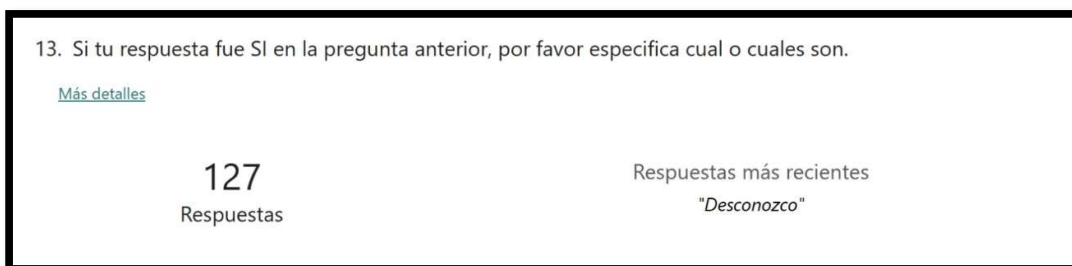 13. Si tu respuesta fue SI en la pregunta anterior, por favor especifica cual o cuales son.
Más detalles
127
Respuestas
Respuestas más recientes
"Desconozco"